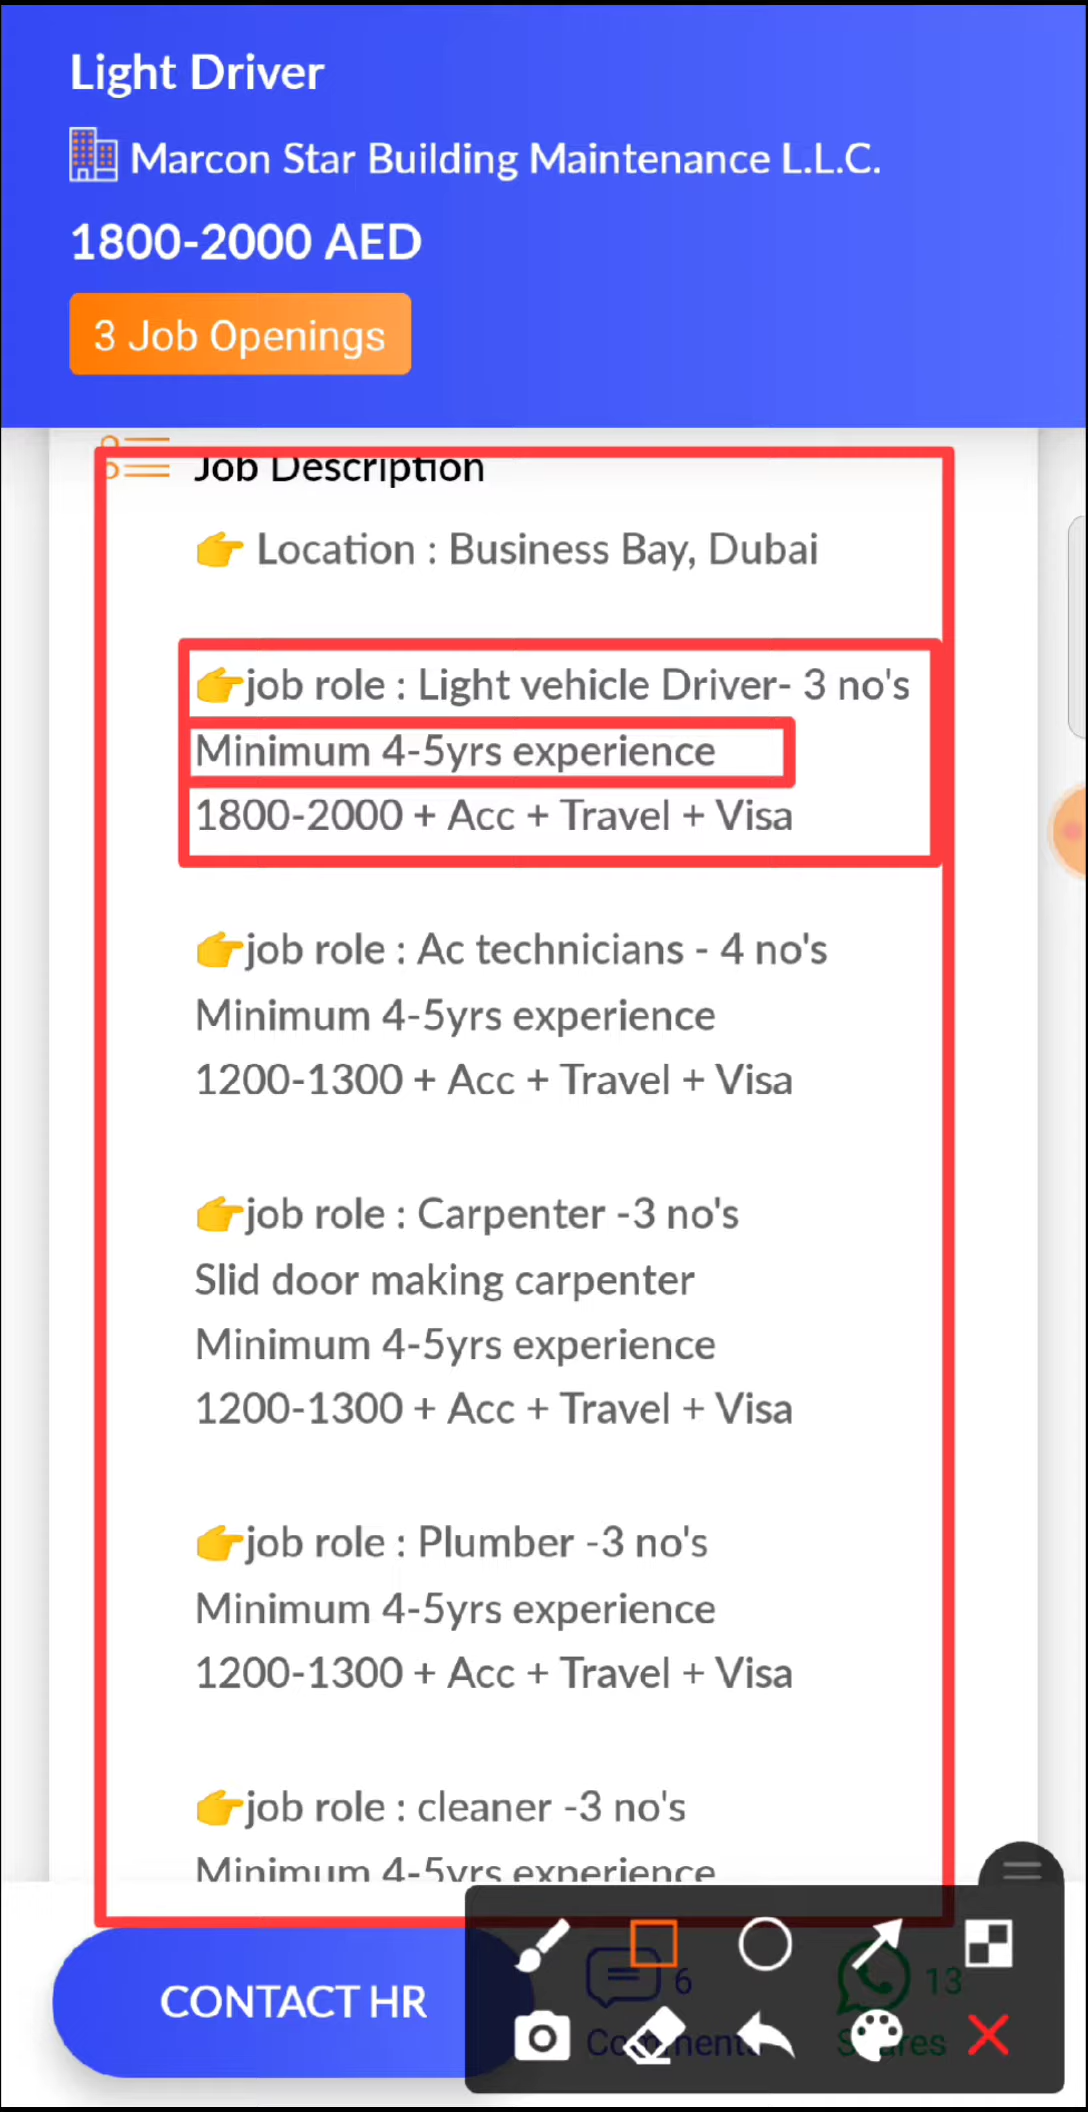 Light Driver
Marcon Star Building Maintenance L.L.C.
1800-2000 AED
3 Job Openings
Job Description
👉 Location : Business Bay, Dubai
👉job role : Light vehicle Driver- 3 no's
Minimum 4-5yrs experience
1800-2000 + Acc + Travel + Visa
👉job role : Ac technicians - 4 no's
Minimum 4-5yrs experience
1200-1300 + Acc + Travel + Visa
👉job role : Carpenter -3 no's
Slid door making carpenter
Minimum 4-5yrs experience
1200-1300 + Acc + Travel + Visa
👉job role : Plumber -3 no's
Minimum 4-5yrs experience
1200-1300 + Acc + Travel + Visa
👉job role : cleaner -3 no's
Minimum 4-5yrs experience
CONTACT HR
6
13